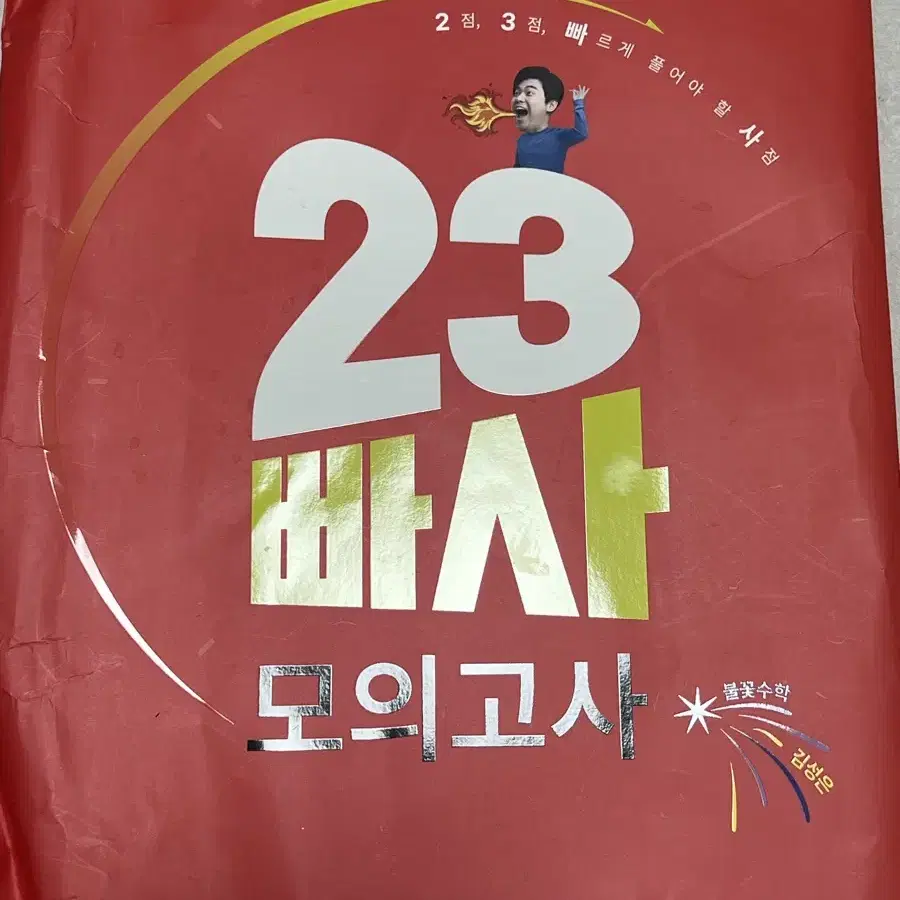 2점, 3점, 빠르게 풀어야 할 사점
23
빠사
모의고사
불꽃수학
김성은